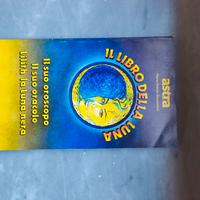 astra
IL LIBRO DELLA LUNA
Il suo oroscopo
Il suo oracolo
Lilith la luna nera